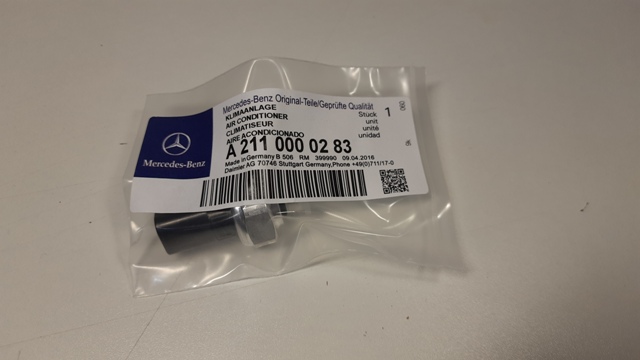 Mercedes-Benz Original-Teile/Geprüfte Qualität
KLIMAANLAGE
AIR CONDITIONER
CLIMATISEUR
AIRE ACONDICIONADO
Stück
unit
unité
unidad
1
A 211 000 02 83
Made in Germany B 506 RM 399990 09.04.2016
Daimler AG 70746 Stuttgart Germany,Phone +49(0)711/17-0
Mercedes-Benz